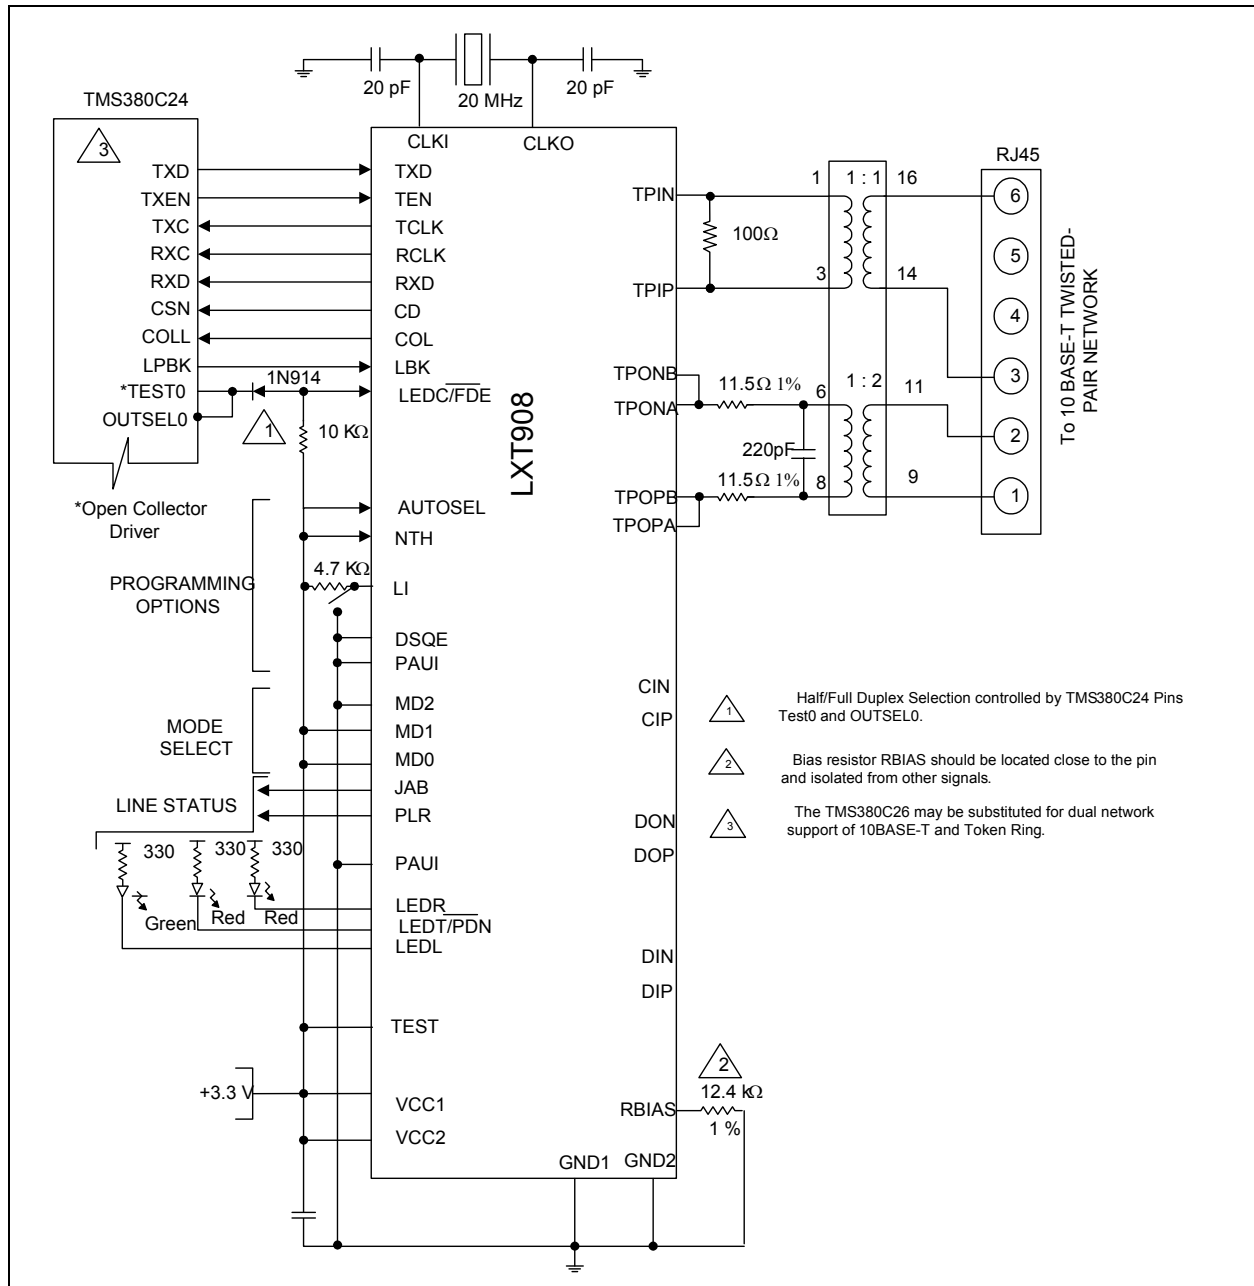 20 pF
20 MHz
20 pF
TMS380C24
3
CLKI
CLKO
TXD
TXEN
TXC
RXC
RXD
CSN
COLL
LPBK
*TEST0
OUTSEL0
1N914
1
10 KΩ
*Open Collector
Driver
TXD
TEN
TCLK
RCLK
RXD
CD
COL
LBK
LEDC/FDE
LXT908
AUTOSEL
NTH
4.7 KΩ
LI
DSQE
PAUI
MD2
MD1
MD0
JAB
PLR
PAUI
LEDR
LEDT/PDN
LEDL
TEST
VCC1
VCC2
PROGRAMMING
OPTIONS
MODE
SELECT
LINE STATUS
330
330
330
Green
Red
Red
+3.3 V
TPIN
100Ω
TPIP
TPONB
TPONA
11.5Ω 1%
220pF
11.5Ω 1%
TPOPB
TPOPA
1
1 : 1
16
3
14
6
1 : 2
11
8
9
RJ45
6
5
4
3
2
1
To 10 BASE-T TWISTED-
PAIR NETWORK
CIN
CIP
DON
DOP
DIN
DIP
RBIAS
2
12.4 kΩ
1 %
GND1
GND2
1
Half/Full Duplex Selection controlled by TMS380C24 Pins
Test0 and OUTSEL0.
2
Bias resistor RBIAS should be located close to the pin
and isolated from other signals.
3
The TMS380C26 may be substituted for dual network
support of 10BASE-T and Token Ring.